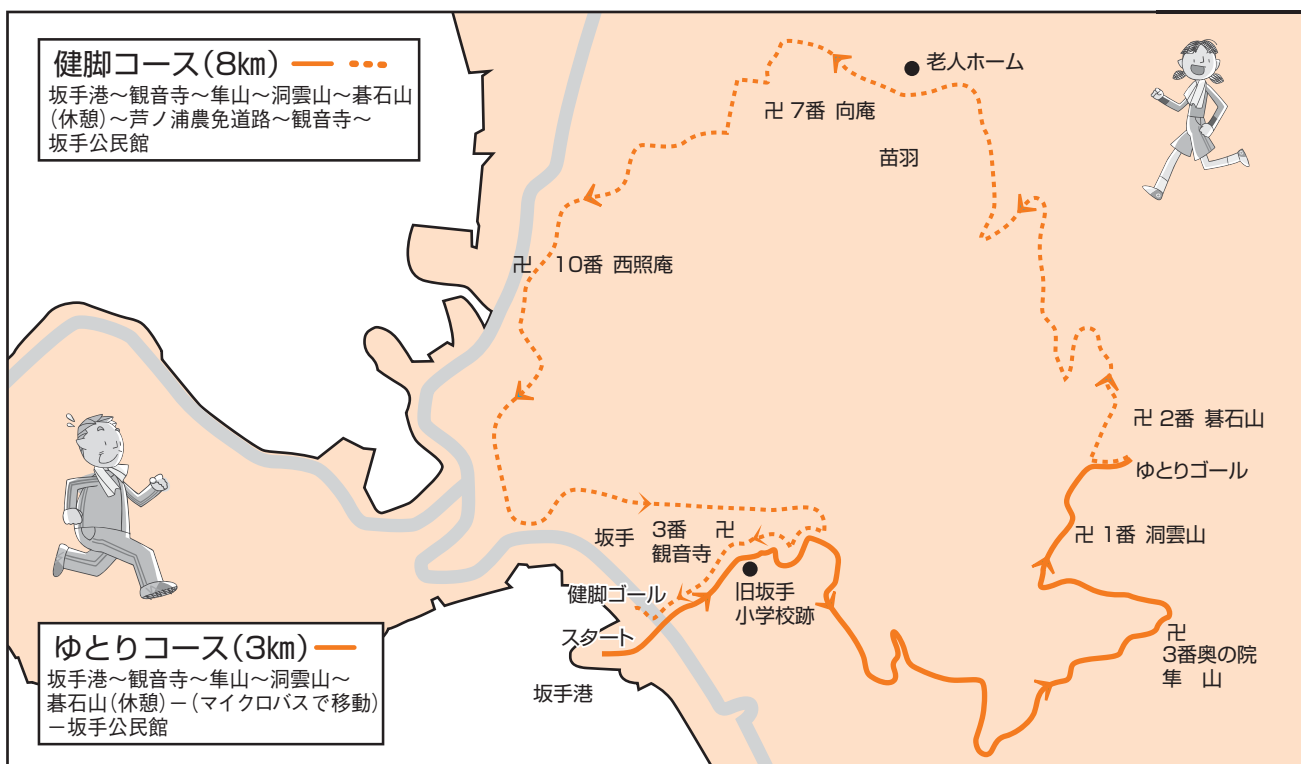 健脚コース(8㎞)
坂手港～観音寺～隼山～洞雲山～碁石山
(休憩)～芦ノ浦農免道路～観音寺～
坂手公民館
老人ホーム
卍 7番 向庵
苗羽
卍 10番 西照庵
卍 2番 碁石山
ゆとりゴール
卍 1番 洞雲山
坂手
3番 卍
観音寺
旧坂手
小学校跡
健脚ゴール
スタート
坂手港
卍
3番奥の院
隼 山
ゆとりコース(3㎞)
坂手港～観音寺～隼山～洞雲山～
碁石山(休憩)－(マイクロバスで移動)
－坂手公民館